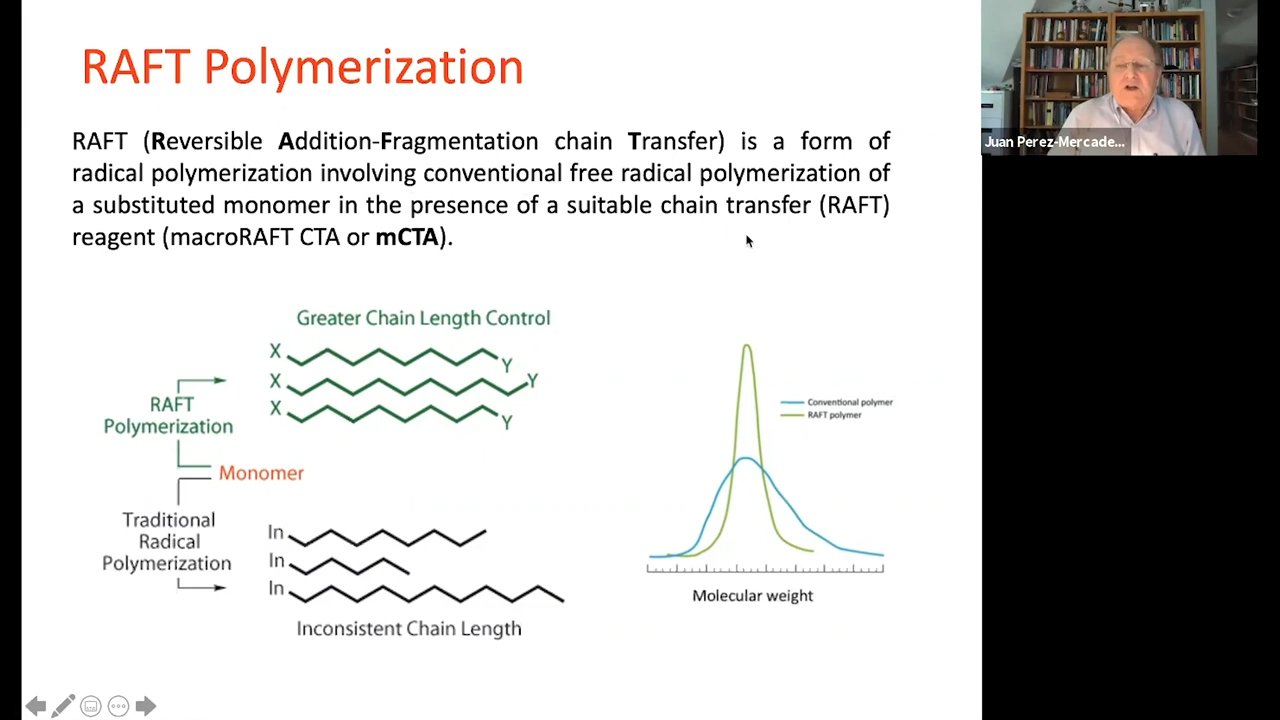 RAFT Polymerization
RAFT (Reversible Addition-Fragmentation chain Transfer) is a form of
radical polymerization involving conventional free radical polymerization of
a substituted monomer in the presence of a suitable chain transfer (RAFT)
reagent (macroRAFT CTA or mCTA).
Greater Chain Length Control
X
Y
X
Y
X
Y
RAFT
Polymerization
Monomer
Traditional
Radical
Polymerization
In
In
In
Inconsistent Chain Length
Conventional polymer
RAFT polymer
Molecular weight
Juan Perez-Mercade...